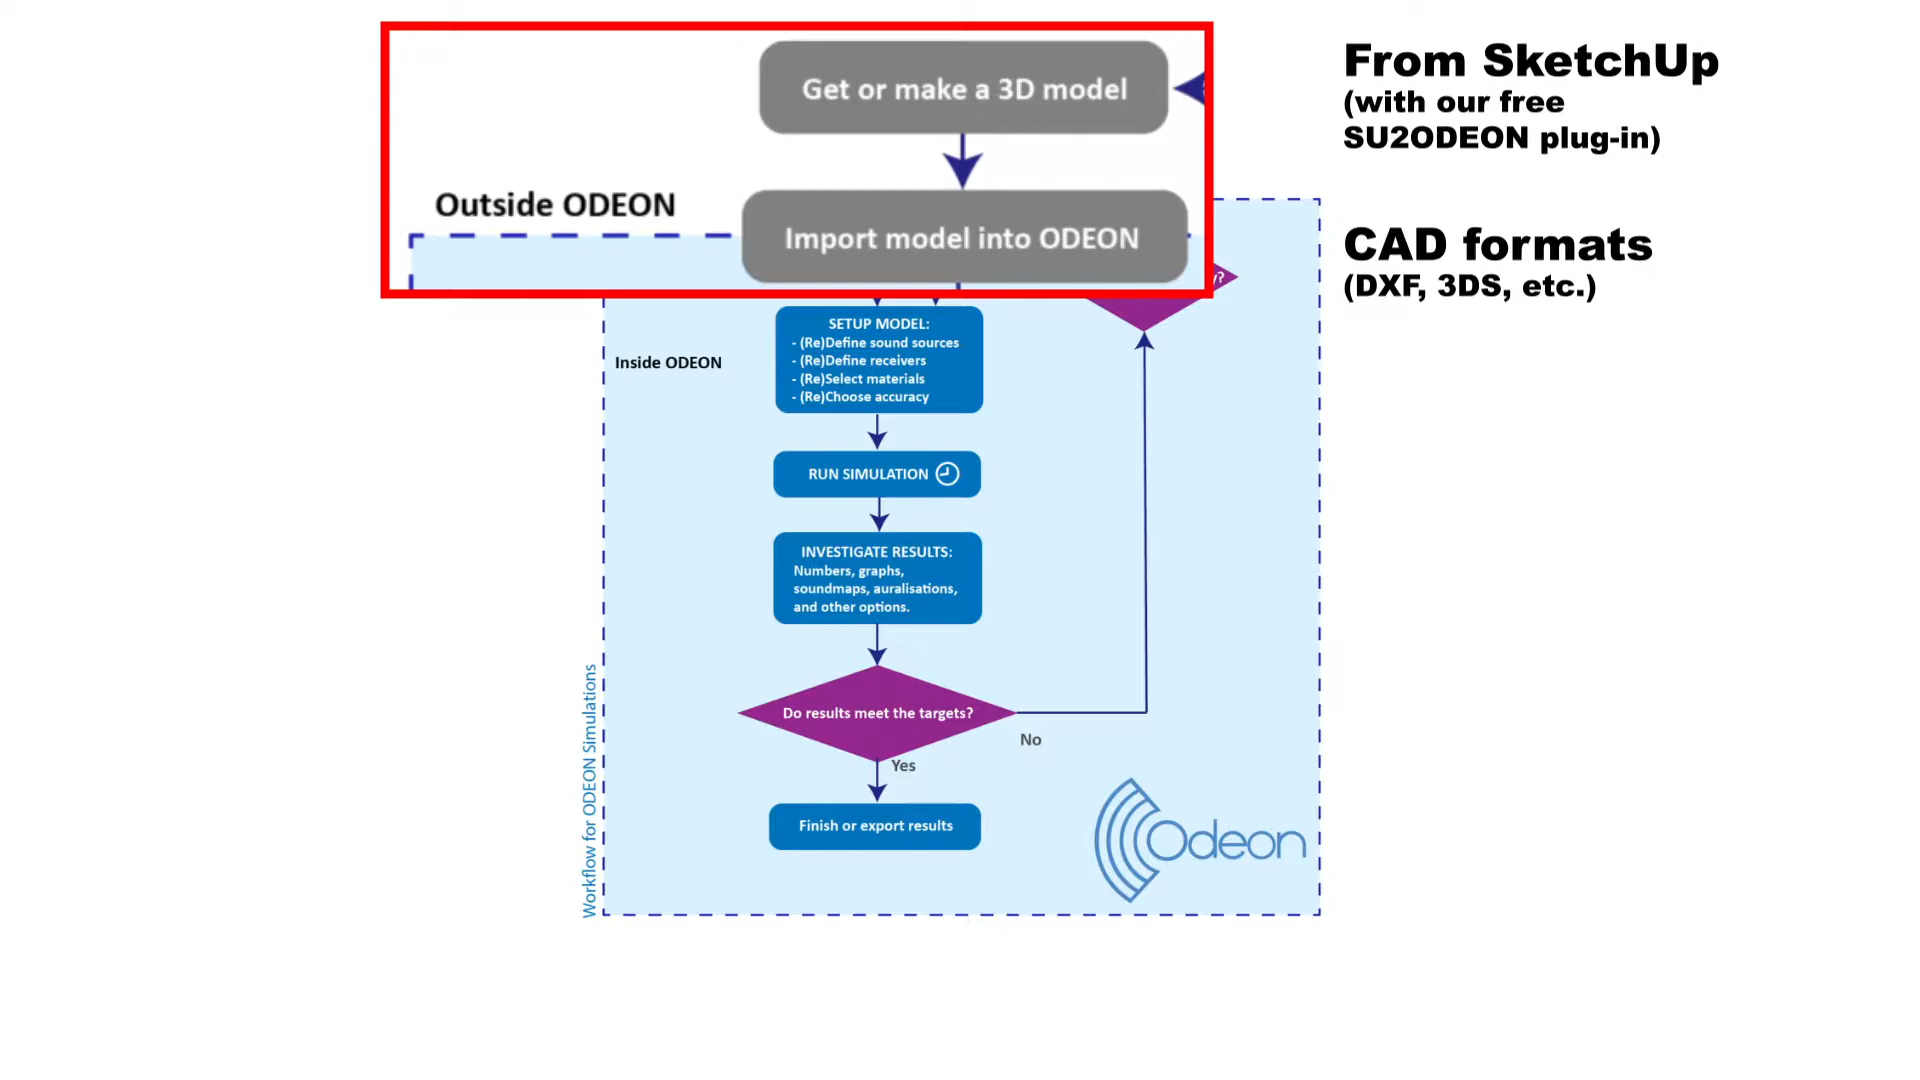 Get or make a 3D model
From SketchUp
(with our free
SU2ODEON plug-in)
Outside ODEON
Import model into ODEON
CAD formats
(DXF, 3DS, etc.)
SETUP MODEL:
- (Re)Define sound sources
- (Re)Define receivers
- (Re)Select materials
- (Re)Choose accuracy
Inside ODEON
RUN SIMULATION
INVESTIGATE RESULTS:
Numbers, graphs,
soundmaps, auralisations,
and other options.
Do results meet the targets?
No
Yes
Finish or export results
Workflow for ODEON Simulations
Odeon